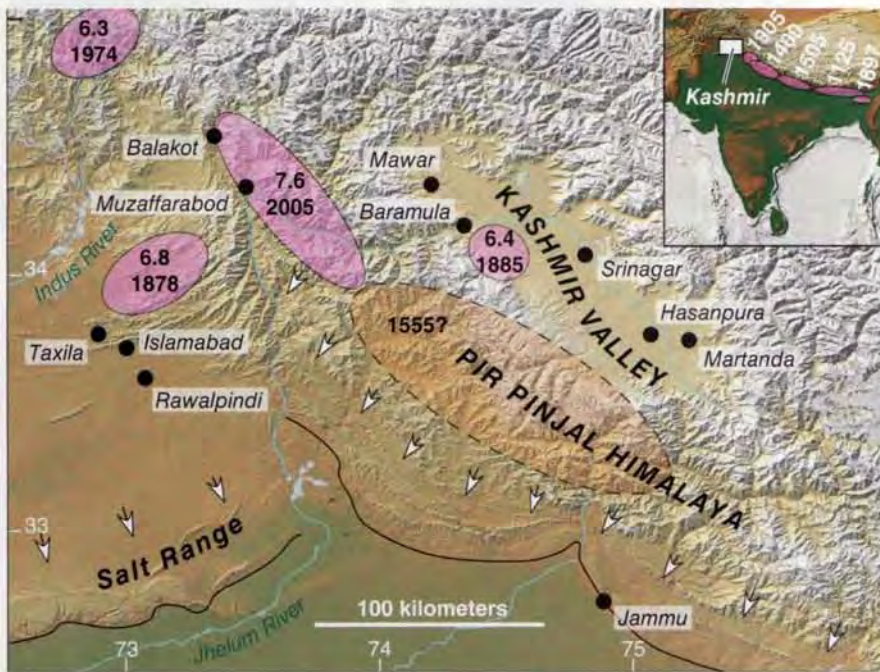 6.3
1974
1905
1505
1125
1697
Kashmir
Balakot
Mawar
7.6
2005
Muzaffarabod
Baramula
KASHMIR VALLEY
6.4
1885
Srinagar
Indus River
6.8
1878
34
Hasanpura
Martanda
1555?
Taxila
Islamabad
Rawalpindi
PIR PINJAL HIMALAYA
33
Salt Range
100 kilometers
Jammu
Jhelum River
73
74
75